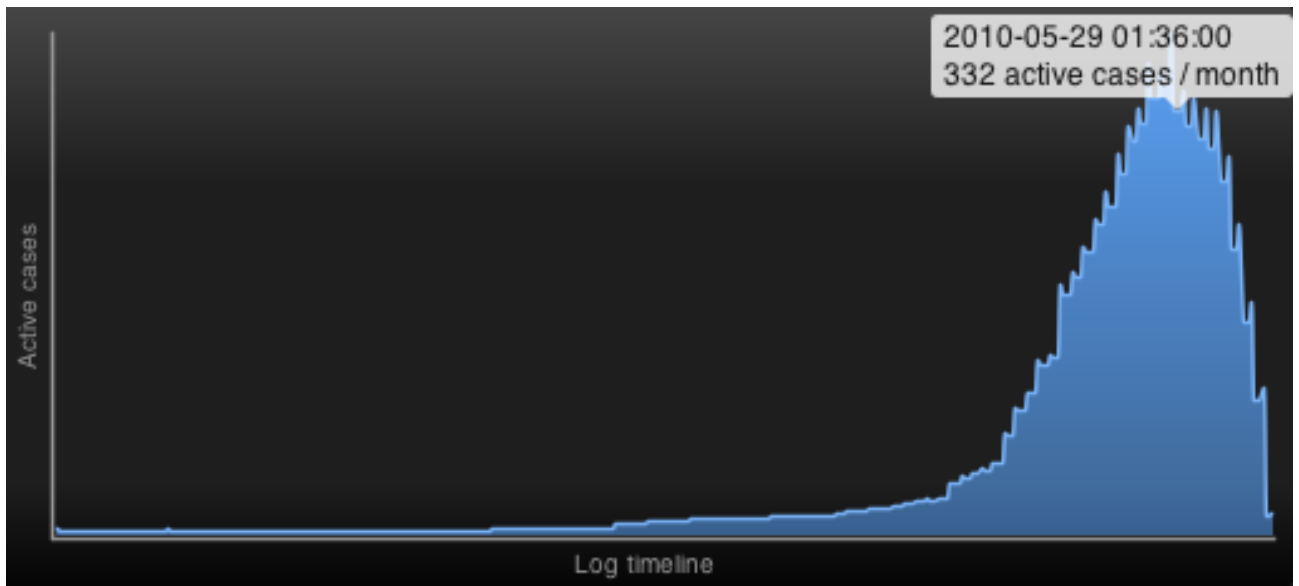 2010-05-29 01:36:00
332 active cases / month
Active cases
Log timeline